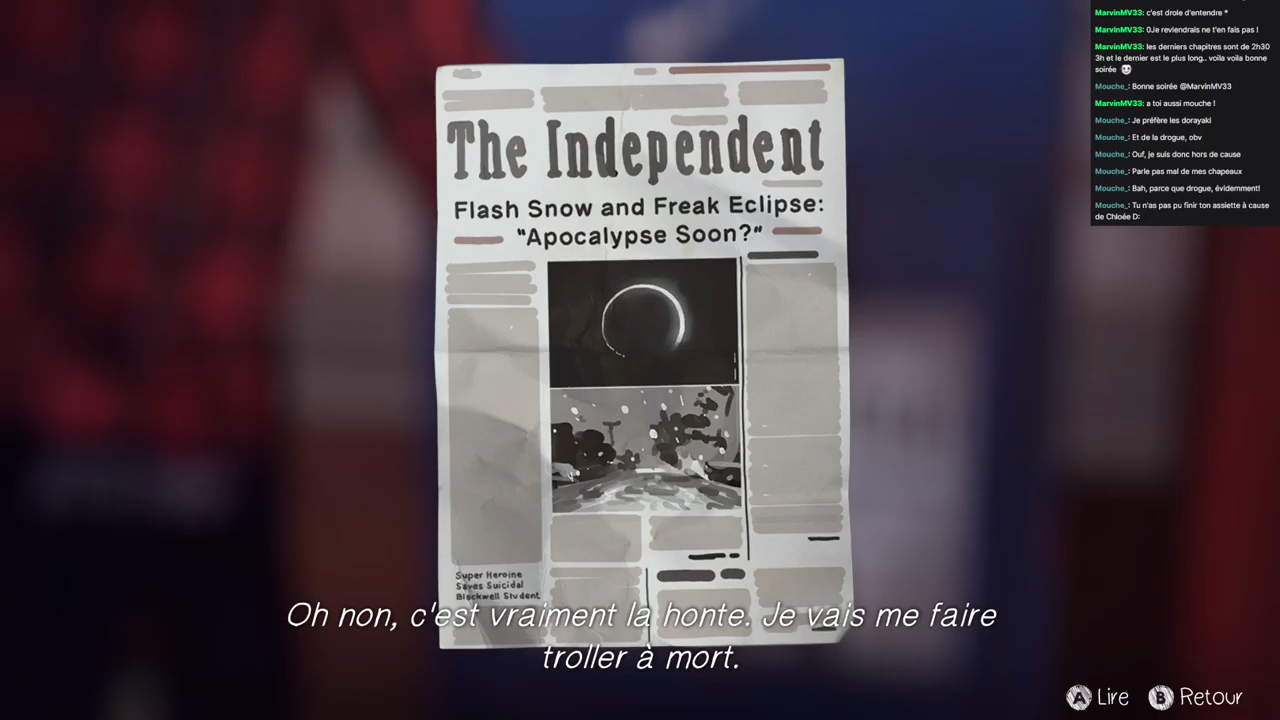 MarvinMV33: c'est drole d'entendre *
MarvinMV33: 0Je reviendrais ne t'en fais pas !
MarvinMV33: les derniers chapitres sont de 2h30
3h et le dernier est le plus long.. voila voila bonne
soirée
Mouche_: Bonne soirée @MarvinMV33
MarvinMV33: a toi aussi mouche !
Mouche_: Je préfère les dorayaki
Mouche_: Et de la drogue, obv
Mouche_: Ouf, je suis donc hors de cause
Mouche_: Parle pas mal de mes chapeaux
Mouche_: Bah, parce que drogue, évidemment!
Mouche_: Tu n'as pas pu finir ton assiette à cause
de Chloée D:
The Independent
Flash Snow and Freak Eclipse:
"Apocalypse Soon?"
Super Heroine
Saves Suicidal
Blackwell Student
Oh non, c'est vraiment la honte. Je vais me faire
troller à mort.
A Lire B Retour